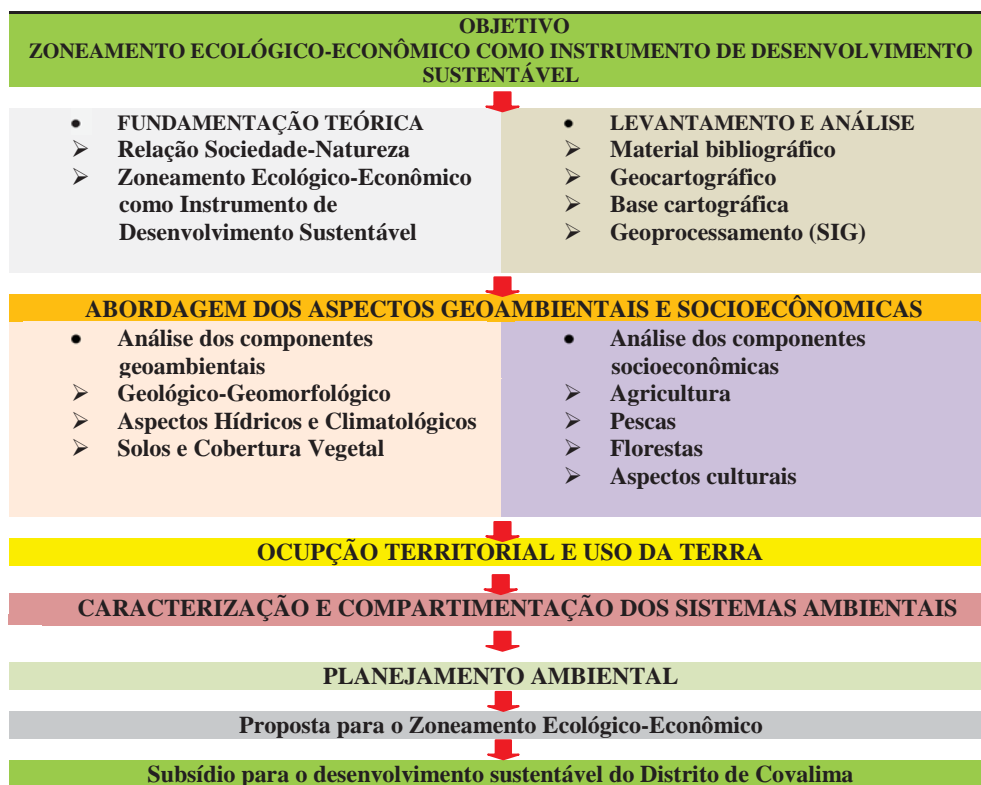 OBJETIVO
ZONEAMENTO ECOLÓGICO-ECONÔMICO COMO INSTRUMENTO DE DESENVOLVIMENTO
SUSTENTÁVEL
• FUNDAMENTAÇÃO TEÓRICA
➢ Relação Sociedade-Natureza
➢ Zoneamento Ecológico-Econômico
como Instrumento de
Desenvolvimento Sustentável
• LEVANTAMENTO E ANÁLISE
➢ Material bibliográfico
➢ Geocartográfico
➢ Base cartográfica
➢ Geoprocessamento (SIG)
ABORDAGEM DOS ASPECTOS GEOAMBIENTAIS E SOCIOECÔNOMICAS
• Análise dos componentes
geoambientais
➢ Geológico-Geomorfológico
➢ Aspectos Hídricos e Climatológicos
➢ Solos e Cobertura Vegetal
• Análise dos componentes
socioeconômicas
➢ Agricultura
➢ Pescas
➢ Florestas
➢ Aspectos culturais
OCUPÇÃO TERRITORIAL E USO DA TERRA
CARACTERIZAÇÃO E COMPARTIMENTAÇÃO DOS SISTEMAS AMBIENTAIS
PLANEJAMENTO AMBIENTAL
Proposta para o Zoneamento Ecológico-Econômico
Subsídio para o desenvolvimento sustentável do Distrito de Covalima